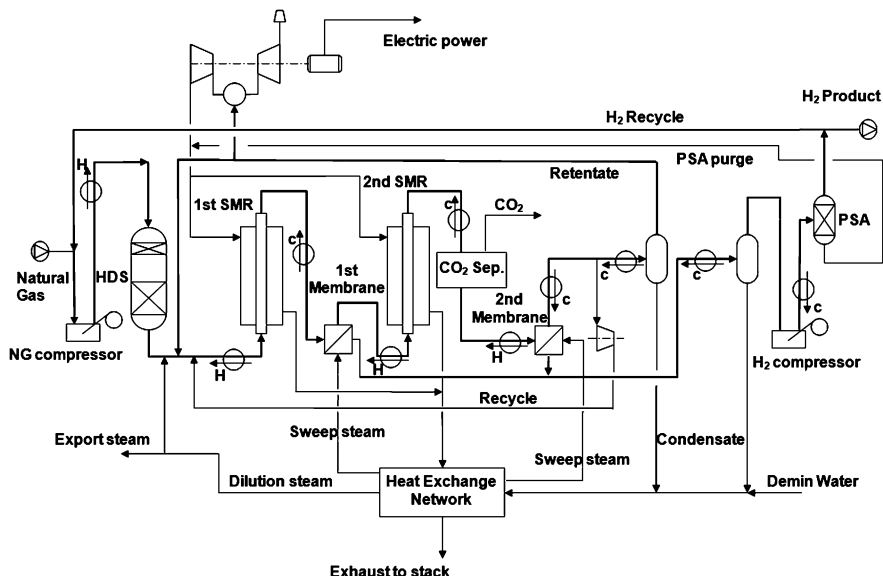 Electric power
H₂ Product
H₂ Recycle
PSA purge
Retentate
H
2nd SMR
1st SMR
c
CO₂
PSA
c
HDS
CO₂ Sep.
c
c
1st
Membrane
Natural
Gas
2nd
Membrane
c
c
NG compressor
H₂ compressor
H
H
H
Recycle
Export steam
Sweep steam
Condensate
Sweep steam
Dilution steam
Heat Exchange
Network
Demin Water
Exhaust to stack